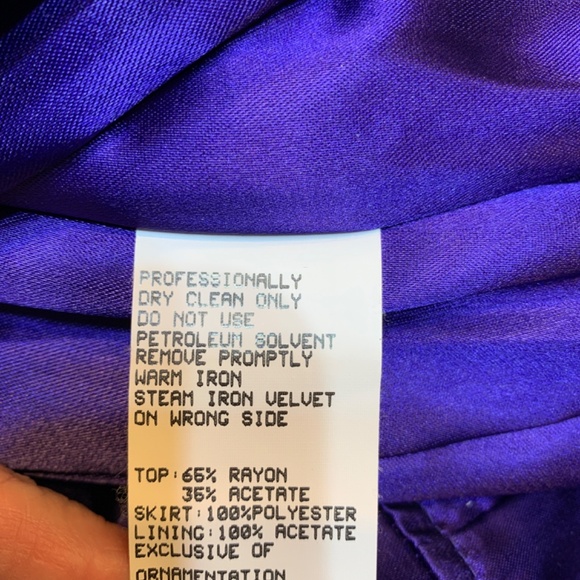 PROFESSIONALLY
DRY CLEAN ONLY
DO NOT USE
PETROLEUM SOLVENT
REMOVE PROMPTLY
WARM IRON
STEAM IRON VELVET
ON WRONG SIDE
TOP:65% RAYON
35% ACETATE
SKIRT:100%POLYESTER
LINING:100% ACETATE
EXCLUSIVE OF
ORNAMENTATION